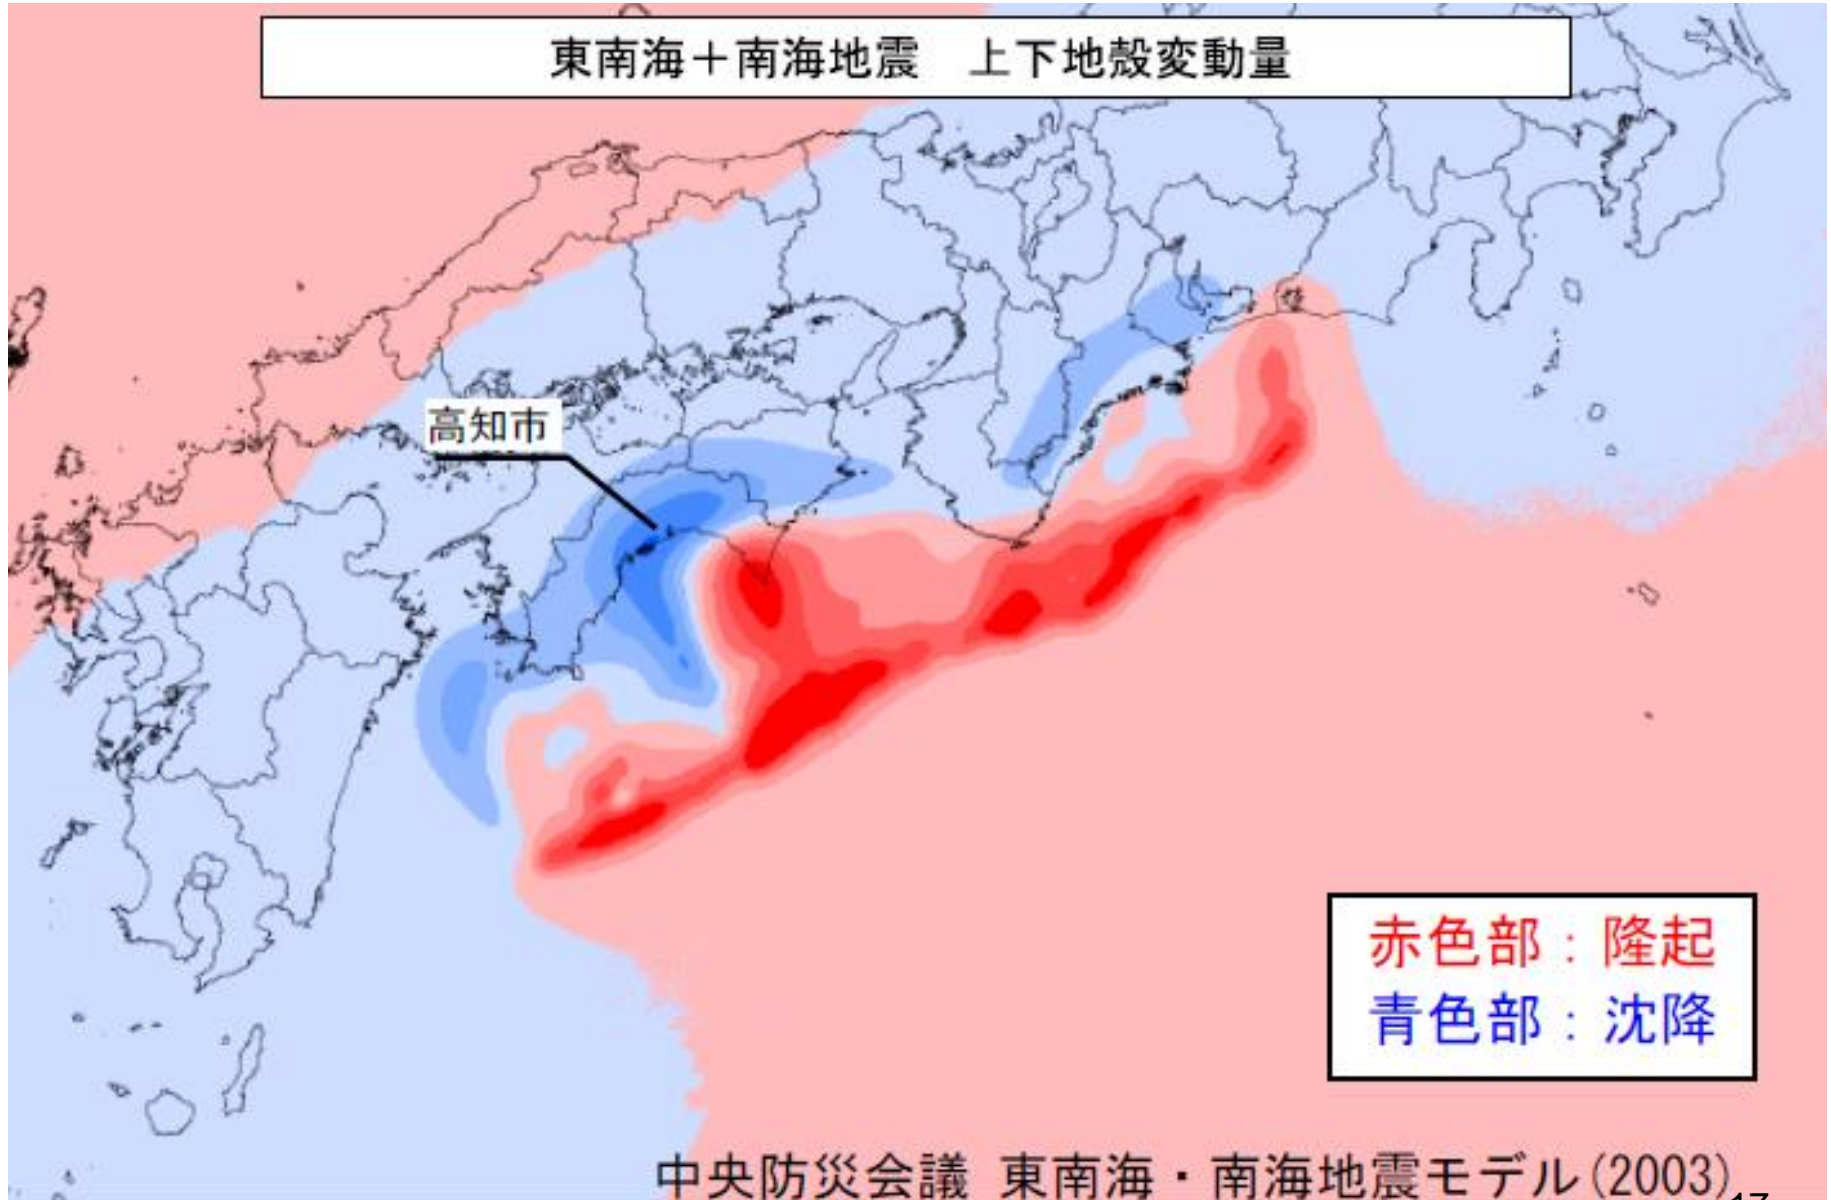 東南海＋南海地震　上下地殻変動量
高知市
赤色部：隆起
青色部：沈降
中央防災会議 東南海・南海地震モデル(2003)
17